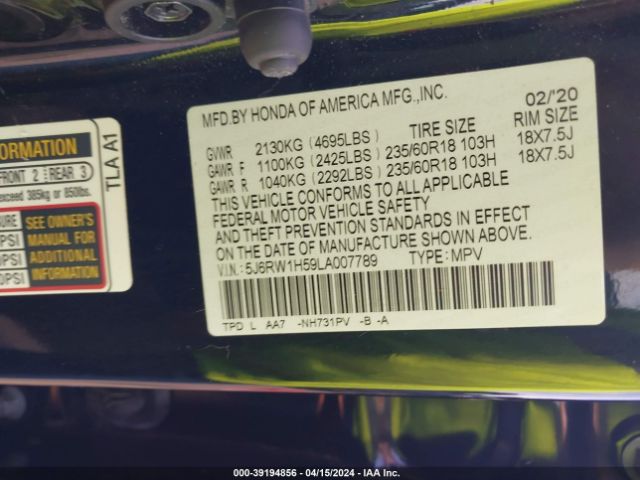 MFD.BY HONDA OF AMERICA MFG.,INC. 02/'20
TIRE SIZE RIM SIZE
GVWR 2130KG (4695LBS)
GAWR F 1100KG (2425LBS) 235/60R18 103H 18X7.5J
GAWR R 1040KG (2292LBS) 235/60R18 103H 18X7.5J
THIS VEHICLE CONFORMS TO ALL APPLICABLE
FEDERAL MOTOR VEHICLE SAFETY
AND THEFT PREVENTION STANDARDS IN EFFECT
ON THE DATE OF MANUFACTURE SHOWN ABOVE.
V.I.N: 5J6RW1H59LA007789 TYPE: MPV
TPD L AA7 -NH731PV -B -A
FRONT 2 REAR 3
exceed 385kg or 850lbs.
SEE OWNER'S
PSI MANUAL FOR
PSI ADDITIONAL
PSI INFORMATION
TLA A1
000-39194856 - 04/15/2024 - IAA Inc.